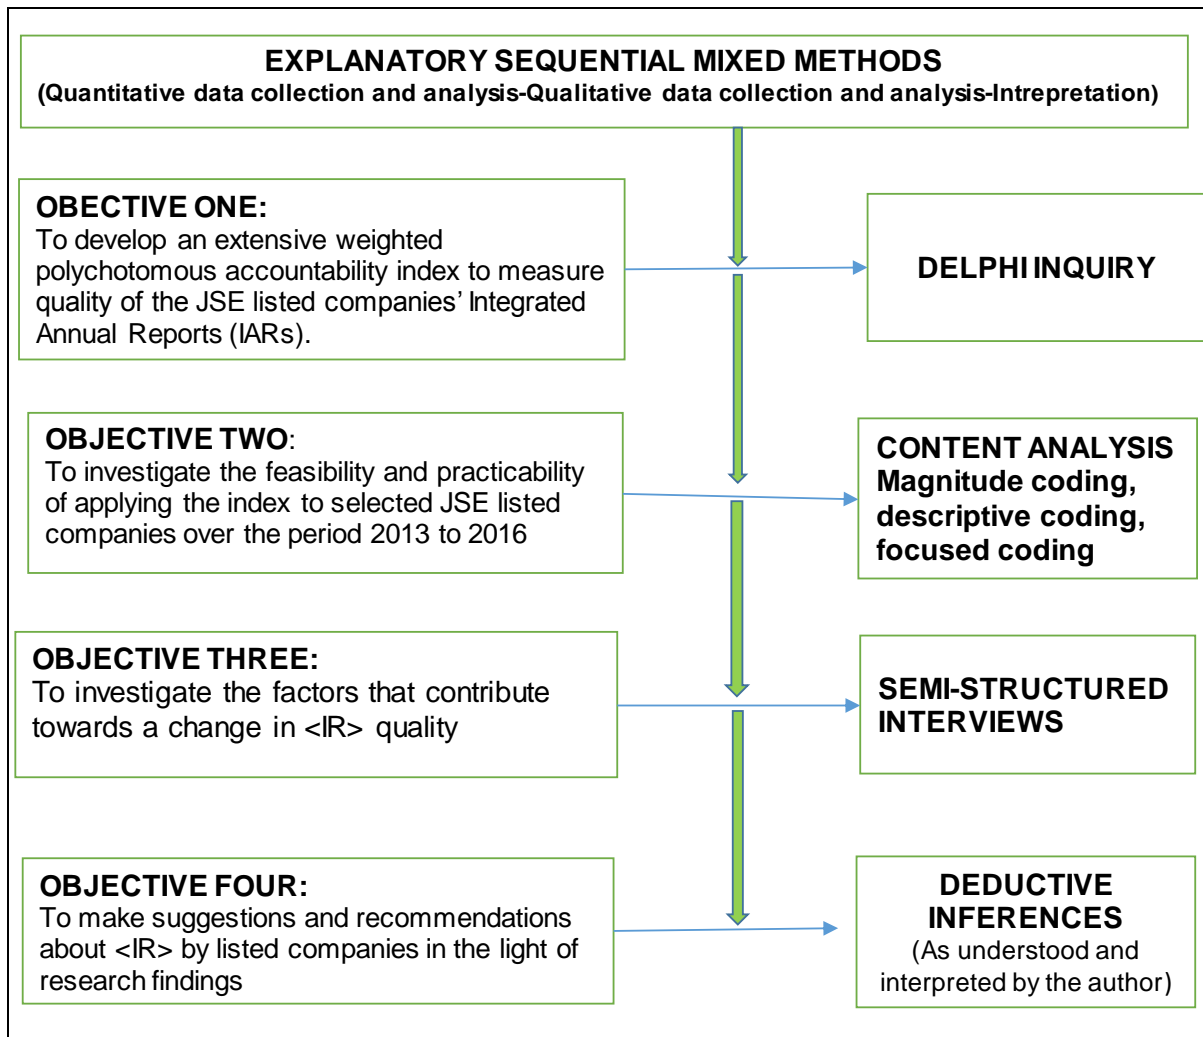 EXPLANATORY SEQUENTIAL MIXED METHODS
(Quantitative data collection and analysis-Qualitative data collection and analysis-Intrepretation)
OBECTIVE ONE:
To develop an extensive weighted
polychotomous accountability index to measure
quality of the JSE listed companies’ Integrated
Annual Reports (IARs).
DELPHI INQUIRY
OBJECTIVE TWO:
To investigate the feasibility and practicability
of applying the index to selected JSE listed
companies over the period 2013 to 2016
CONTENT ANALYSIS
Magnitude coding,
descriptive coding,
focused coding
OBJECTIVE THREE:
To investigate the factors that contribute
towards a change in <IR> quality
SEMI-STRUCTURED
INTERVIEWS
OBJECTIVE FOUR:
To make suggestions and recommendations
about <IR> by listed companies in the light of
research findings
DEDUCTIVE
INFERENCES
(As understood and
interpreted by the author)